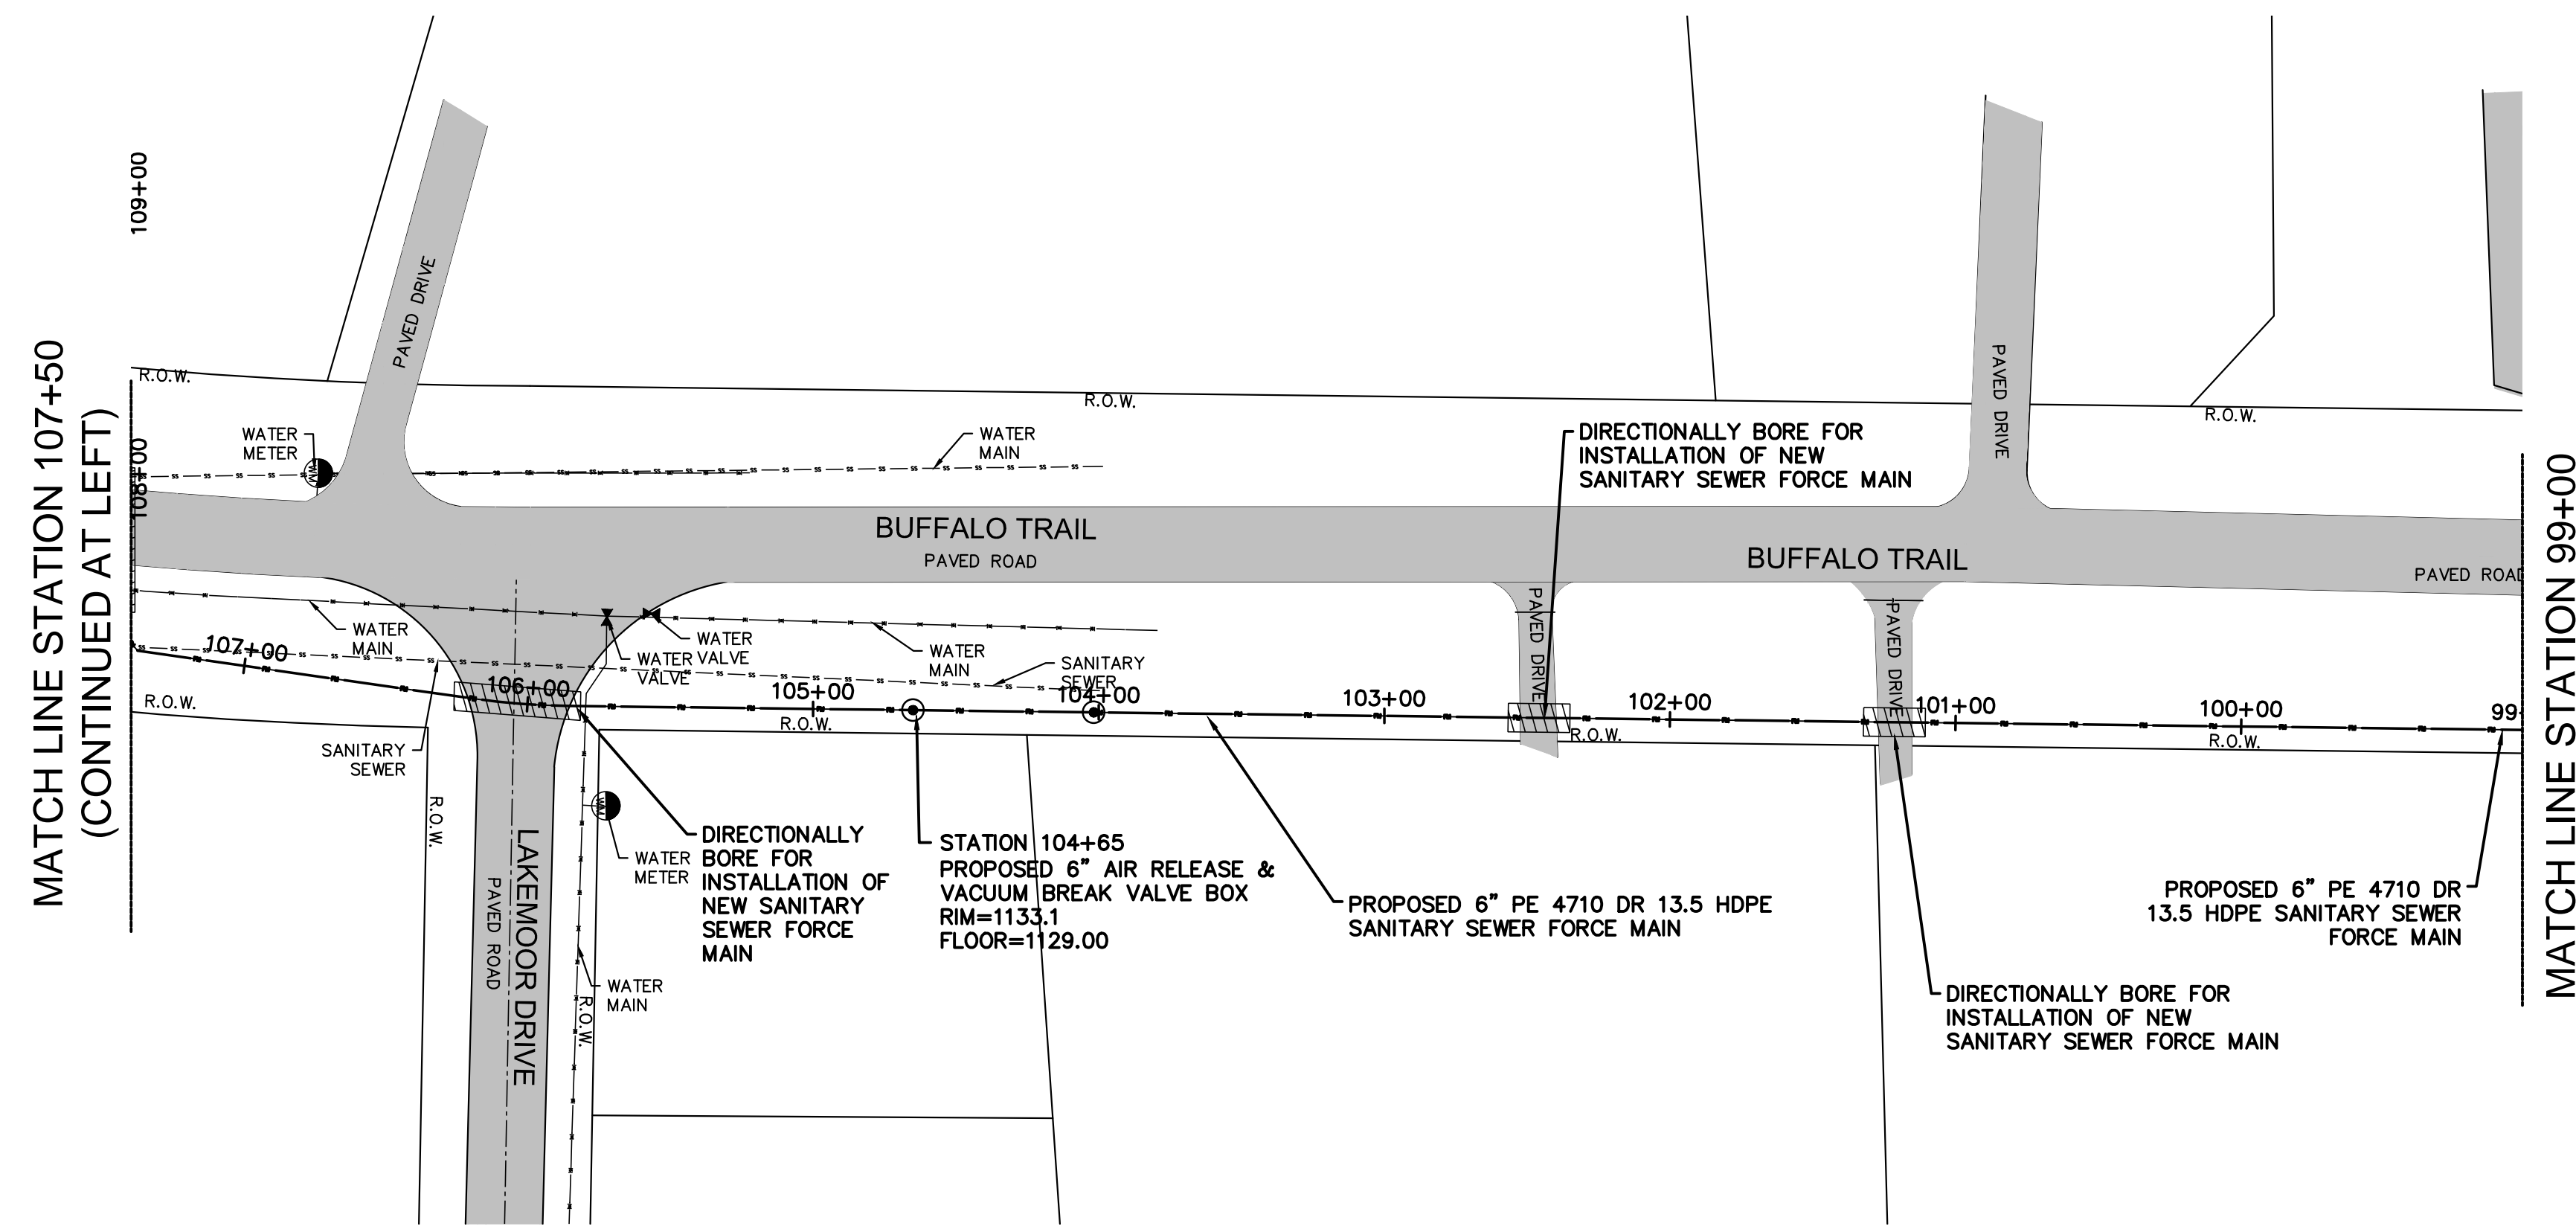 MATCH LINE STATION 107+50
(CONTINUED AT LEFT)
109+00
108+00
R.O.W.
PAVED DRIVE
WATER
METER
WM
WATER
MAIN
R.O.W.
DIRECTIONALLY BORE FOR
INSTALLATION OF NEW
SANITARY SEWER FORCE MAIN
PAVED DRIVE
R.O.W.
BUFFALO TRAIL
PAVED ROAD
BUFFALO TRAIL
PAVED ROAD
WATER
MAIN
107+00
R.O.W.
SANITARY
SEWER
106+00
WATER
VALVE
WATER
VALVE
WATER
MAIN
SANITARY
SEWER
105+00
R.O.W.
104+00
103+00
PAVED DRIVE
102+00
R.O.W.
PAVED DRIVE
101+00
100+00
R.O.W.
99+
R.O.W.
LAKEMOOR DRIVE
PAVED ROAD
WM
WATER
METER
WATER
MAIN
R.O.W.
DIRECTIONALLY
BORE FOR
INSTALLATION OF
NEW SANITARY
SEWER FORCE
MAIN
STATION 104+65
PROPOSED 6" AIR RELEASE &
VACUUM BREAK VALVE BOX
RIM=1133.1
FLOOR=1129.00
PROPOSED 6" PE 4710 DR 13.5 HDPE
SANITARY SEWER FORCE MAIN
DIRECTIONALLY BORE FOR
INSTALLATION OF NEW
SANITARY SEWER FORCE MAIN
PROPOSED 6" PE 4710 DR
13.5 HDPE SANITARY SEWER
FORCE MAIN
MATCH LINE STATION 99+00